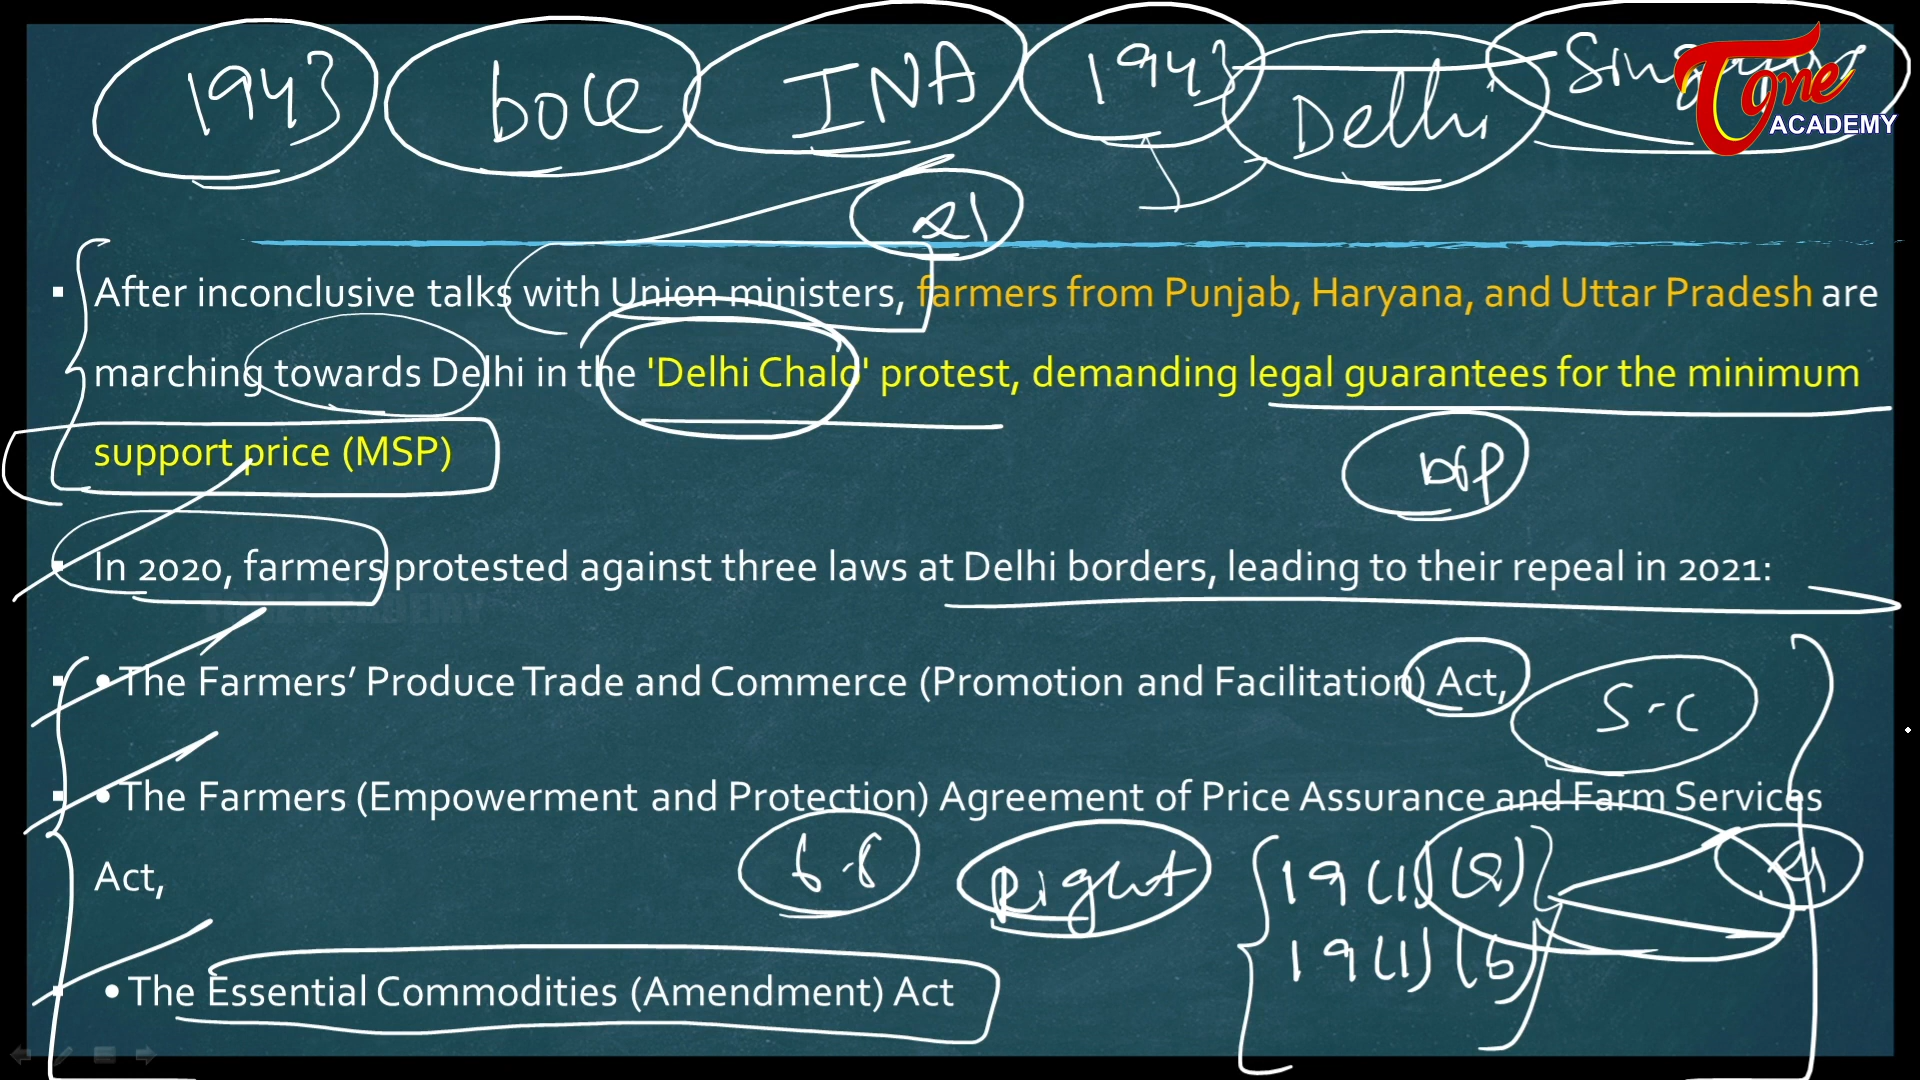 1943 bose INA 1943 Delhi
Tone
ACADEMY
▪ After inconclusive talks with Union ministers, farmers from Punjab, Haryana, and Uttar Pradesh are
marching towards Delhi in the 'Delhi Chalo' protest, demanding legal guarantees for the minimum
support price (MSP)
▪ In 2020, farmers protested against three laws at Delhi borders, leading to their repeal in 2021:
▪ • The Farmers’ Produce Trade and Commerce (Promotion and Facilitation) Act,
S-C
▪ • The Farmers (Empowerment and Protection) Agreement of Price Assurance and Farm Services
Act,
Right
19(1)(a)
19(1)(b)
▪ • The Essential Commodities (Amendment) Act